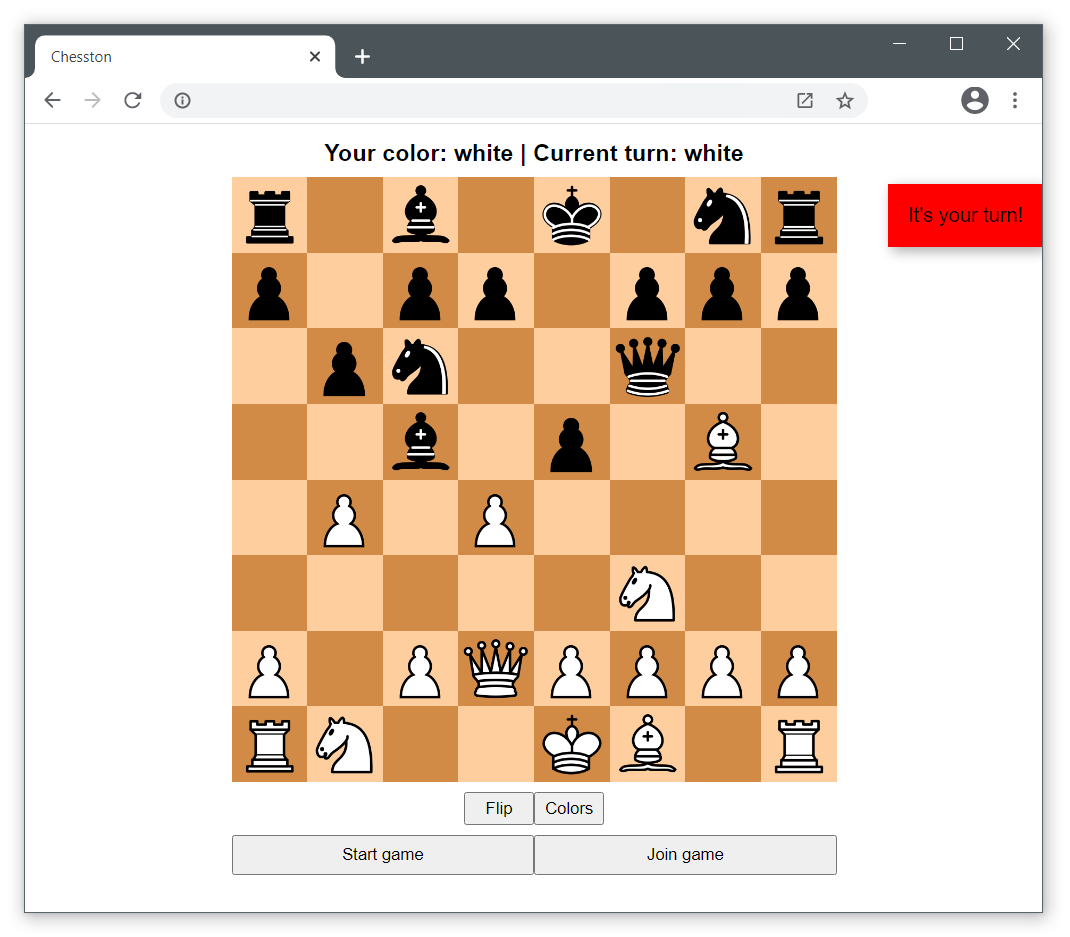 Chesston
Your color: white | Current turn: white
It's your turn!
Flip
Colors
Start game
Join game